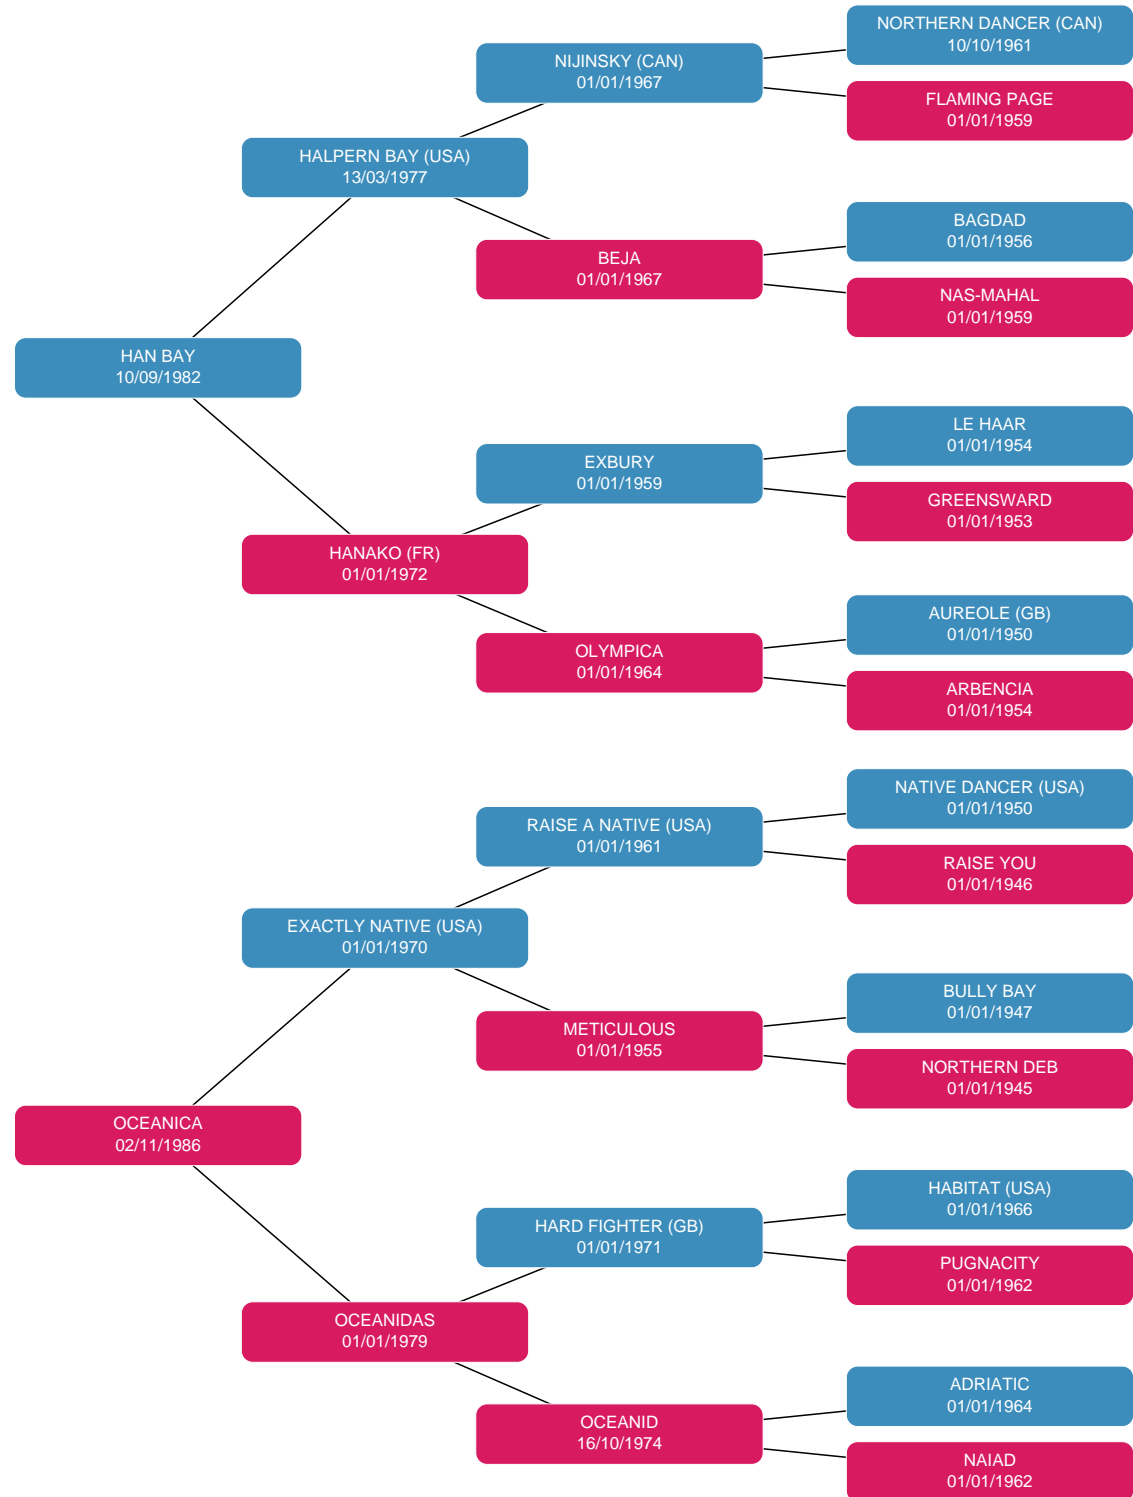 NORTHERN DANCER (CAN)
10/10/1961
NIJINSKY (CAN)
01/01/1967
FLAMING PAGE
01/01/1959
HALPERN BAY (USA)
13/03/1977
BAGDAD
01/01/1956
BEJA
01/01/1967
NAS-MAHAL
01/01/1959
HAN BAY
10/09/1982
LE HAAR
01/01/1954
EXBURY
01/01/1959
GREENSWARD
01/01/1953
HANAKO (FR)
01/01/1972
AUREOLE (GB)
01/01/1950
OLYMPICA
01/01/1964
ARBENCIA
01/01/1954
NATIVE DANCER (USA)
01/01/1950
RAISE A NATIVE (USA)
01/01/1961
RAISE YOU
01/01/1946
EXACTLY NATIVE (USA)
01/01/1970
BULLY BAY
01/01/1947
METICULOUS
01/01/1955
NORTHERN DEB
01/01/1945
OCEANICA
02/11/1986
HABITAT (USA)
01/01/1966
HARD FIGHTER (GB)
01/01/1971
PUGNACITY
01/01/1962
OCEANIDAS
01/01/1979
ADRIATIC
01/01/1964
OCEANID
16/10/1974
NAIAD
01/01/1962